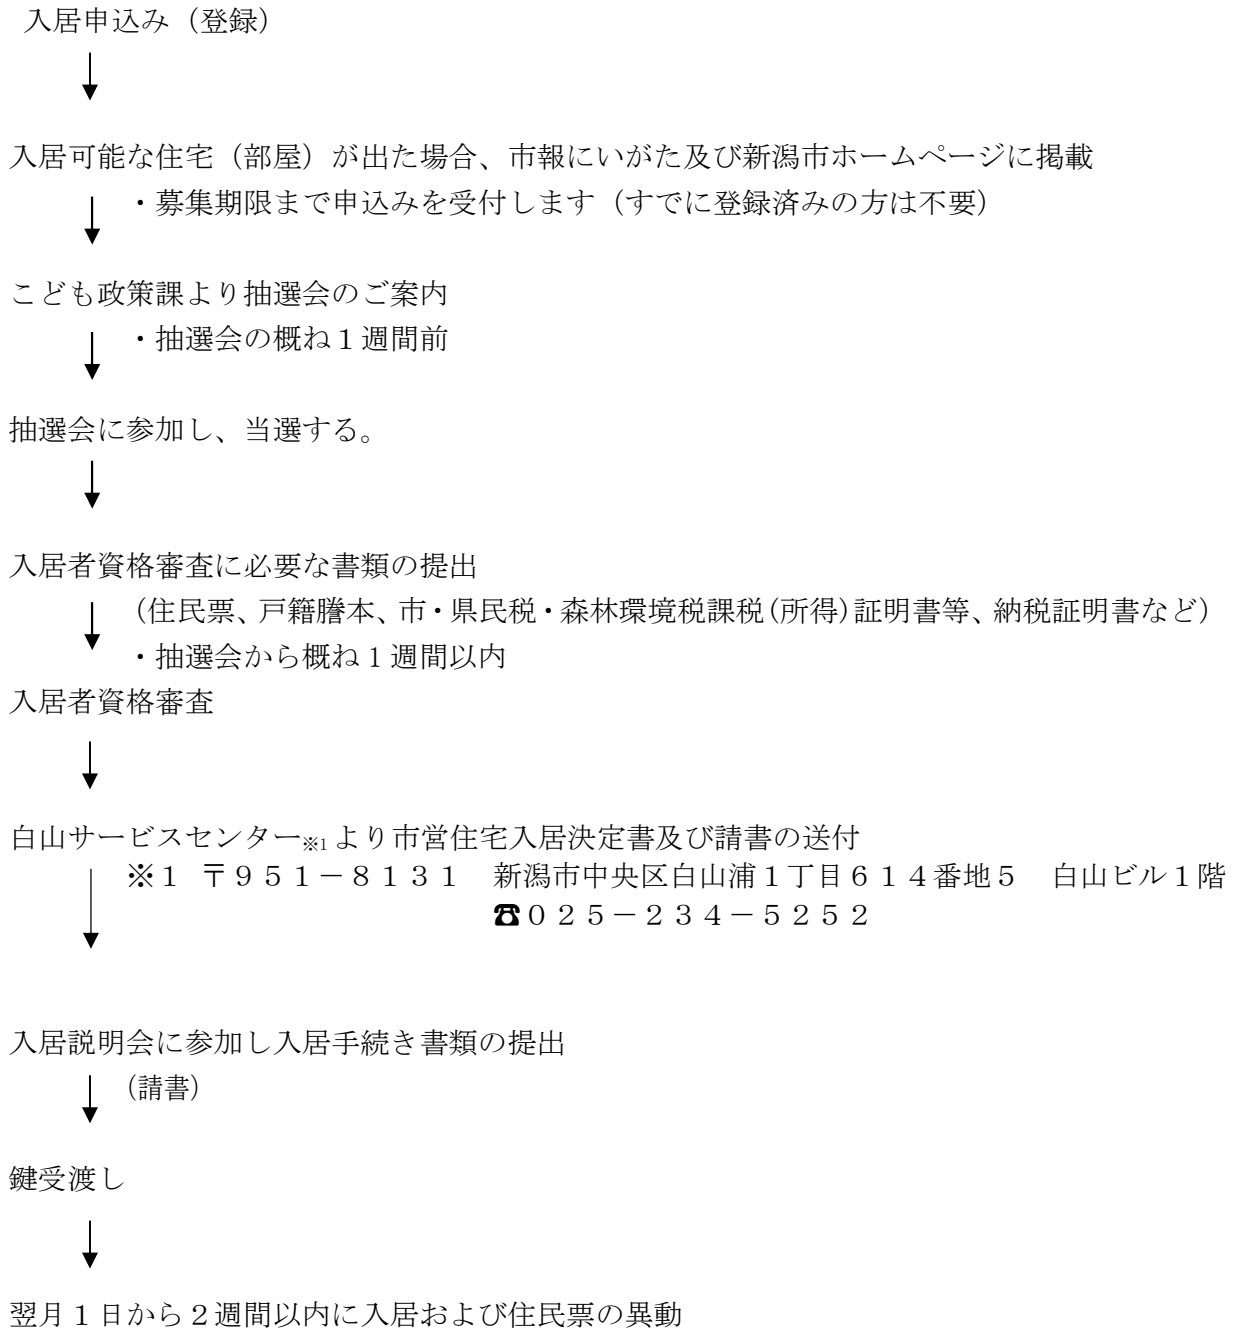 入居申込み（登録）
入居可能な住宅（部屋）が出た場合、市報にいがた及び新潟市ホームページに掲載
・募集期限まで申込みを受付します（すでに登録済みの方は不要）
こども政策課より抽選会のご案内
・抽選会の概ね１週間前
抽選会に参加し、当選する。
入居者資格審査に必要な書類の提出
（住民票、戸籍謄本、市・県民税・森林環境税課税（所得）証明書等、納税証明書など）
・抽選会から概ね１週間以内
入居者資格審査
白山サービスセンター※1より市営住宅入居決定書及び請書の送付
※１ 〒９５１－８１３１ 新潟市中央区白山浦１丁目６１４番地５ 白山ビル１階
☎０２５－２３４－５２５２
入居説明会に参加し入居手続き書類の提出
（請書）
鍵受渡し
翌月１日から２週間以内に入居および住民票の異動